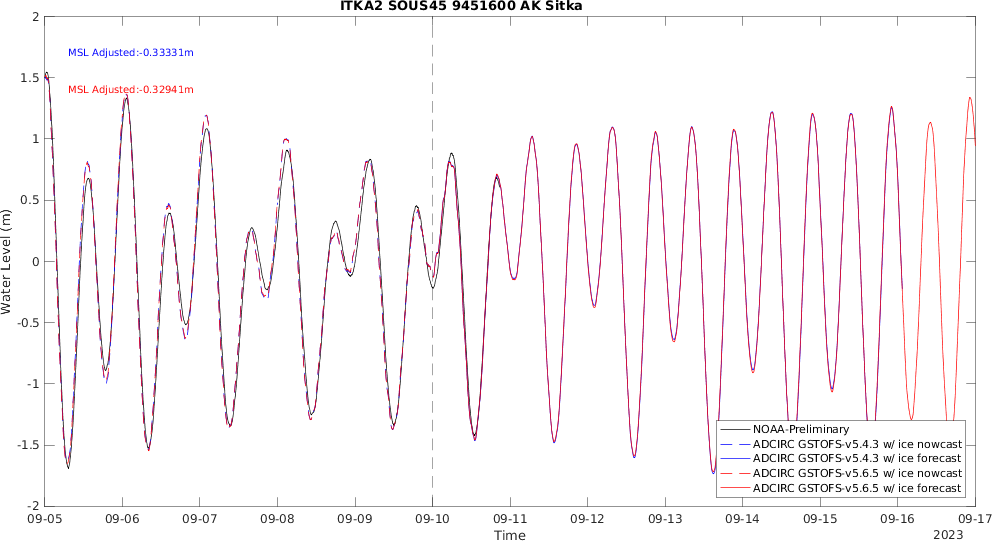 ITKA2 SOUS45 9451600 AK Sitka
MSL Adjusted:-0.33331m
MSL Adjusted:-0.32941m
Water Level (m)
2
1.5
1
0.5
0
-0.5
-1
-1.5
-2
NOAA-Preliminary
ADCIRC GSTOFS-v5.4.3 w/ ice nowcast
ADCIRC GSTOFS-v5.4.3 w/ ice forecast
ADCIRC GSTOFS-v5.6.5 w/ ice nowcast
ADCIRC GSTOFS-v5.6.5 w/ ice forecast
09-05 09-06 09-07 09-08 09-09 09-10 09-11 09-12 09-13 09-14 09-15 09-16 09-17
Time
2023